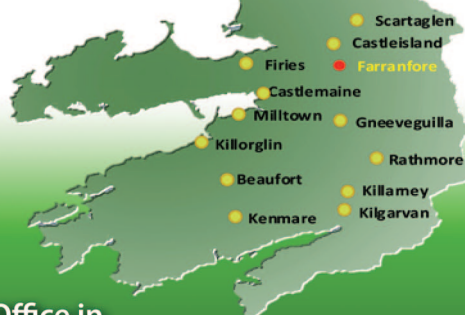 Scartaglen
Castleisland
Firies
Farranfore
Castlemaine
Milltown
Gneeveguilla
Killorglin
Rathmore
Beaufort
Killarney
Kenmare
Kilgarvan
Office in